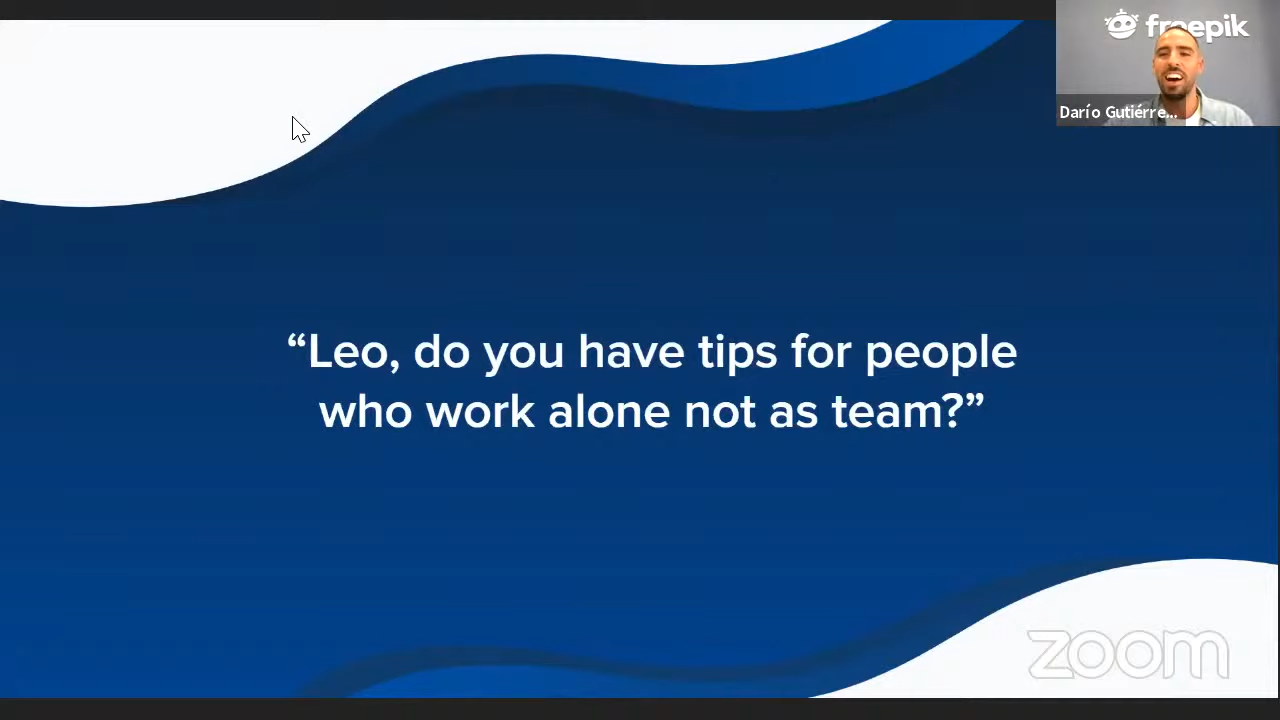 freepik
Darío Gutiérre...
“Leo, do you have tips for people
who work alone not as team?”
zoom